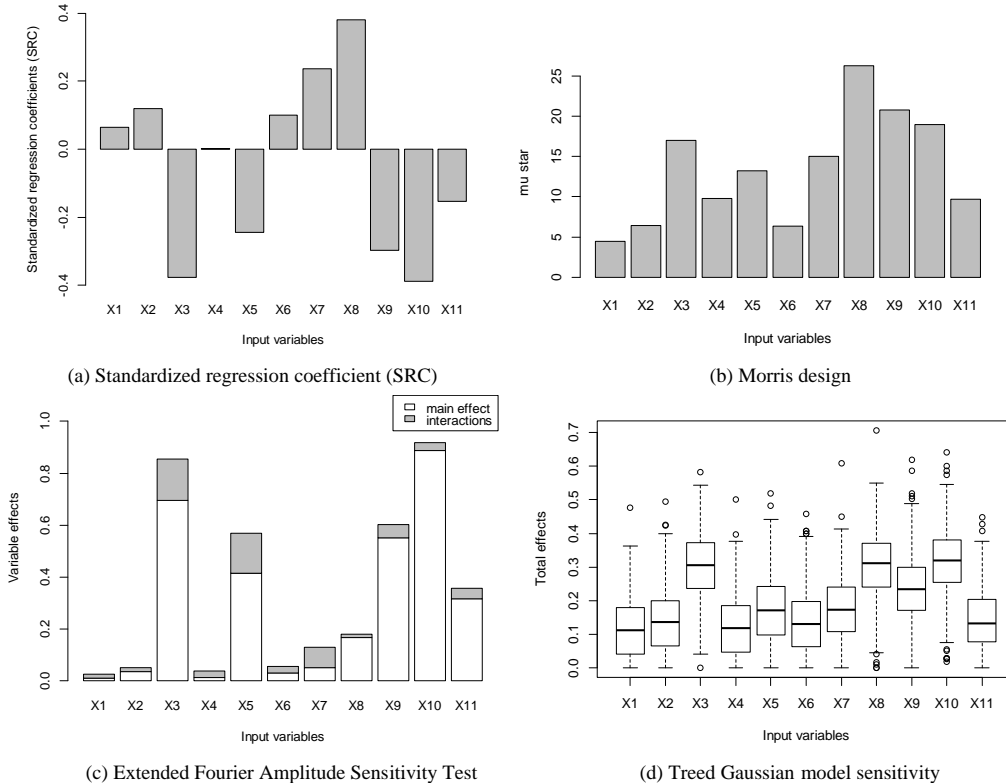 Standardized regression coefficients (SRC)
0.4
0.2
0.0
-0.2
-0.4
X1 X2 X3 X4 X5 X6 X7 X8 X9 X10 X11
Input variables
(a) Standardized regression coefficient (SRC)
mu star
25
20
15
10
5
0
X1 X2 X3 X4 X5 X6 X7 X8 X9 X10 X11
Input variables
(b) Morris design
main effect
interactions
Variable effects
1.0
0.8
0.6
0.4
0.2
0.0
X1 X2 X3 X4 X5 X6 X7 X8 X9 X10 X11
Input variables
(c) Extended Fourier Amplitude Sensitivity Test
Total effects
0.7
0.6
0.5
0.4
0.3
0.2
0.1
0.0
X1 X2 X3 X4 X5 X6 X7 X8 X9 X10 X11
Input variables
(d) Treed Gaussian model sensitivity